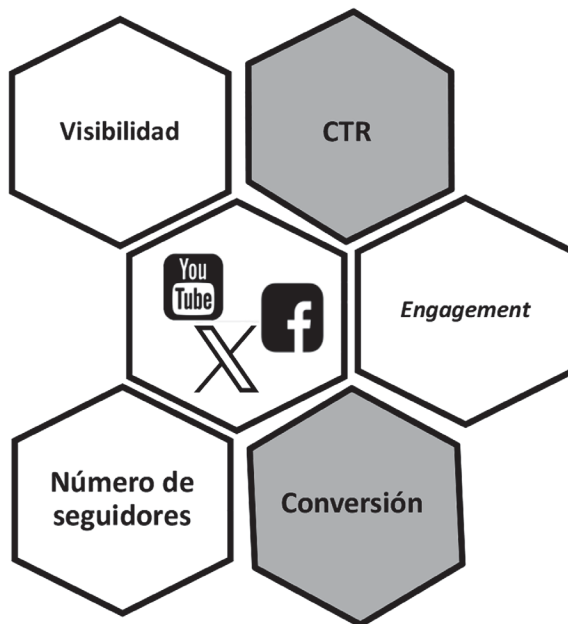 Visibilidad
CTR
You
Tube
f
Engagement
Número de
seguidores
Conversión